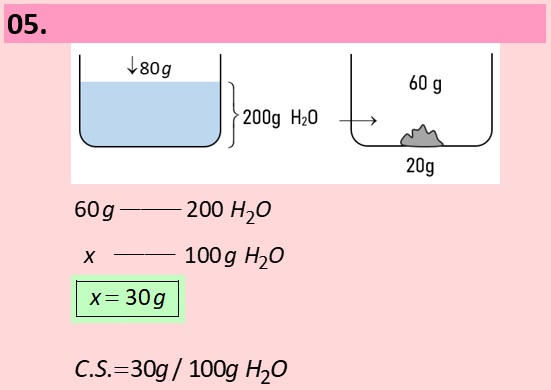 05.
↓80g
60 g
200g H₂O
20g
60g —— 200 H₂O
x —— 100g H₂O
x = 30g
C.S.=30g / 100g H₂O